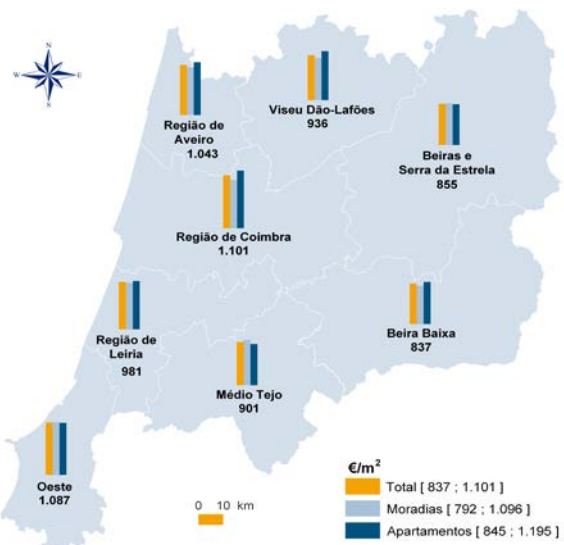 N
W E
S
Região de
Aveiro
1.043
Viseu Dão-Lafões
936
Beiras e
Serra da Estrela
855
Região de Coimbra
1.101
Região de
Leiria
981
Médio Tejo
901
Beira Baixa
837
Oeste
1.087
0 10 km
€/m²
Total [ 837 ; 1.101 ]
Moradias [ 792 ; 1.096 ]
Apartamentos [ 845 ; 1.195 ]